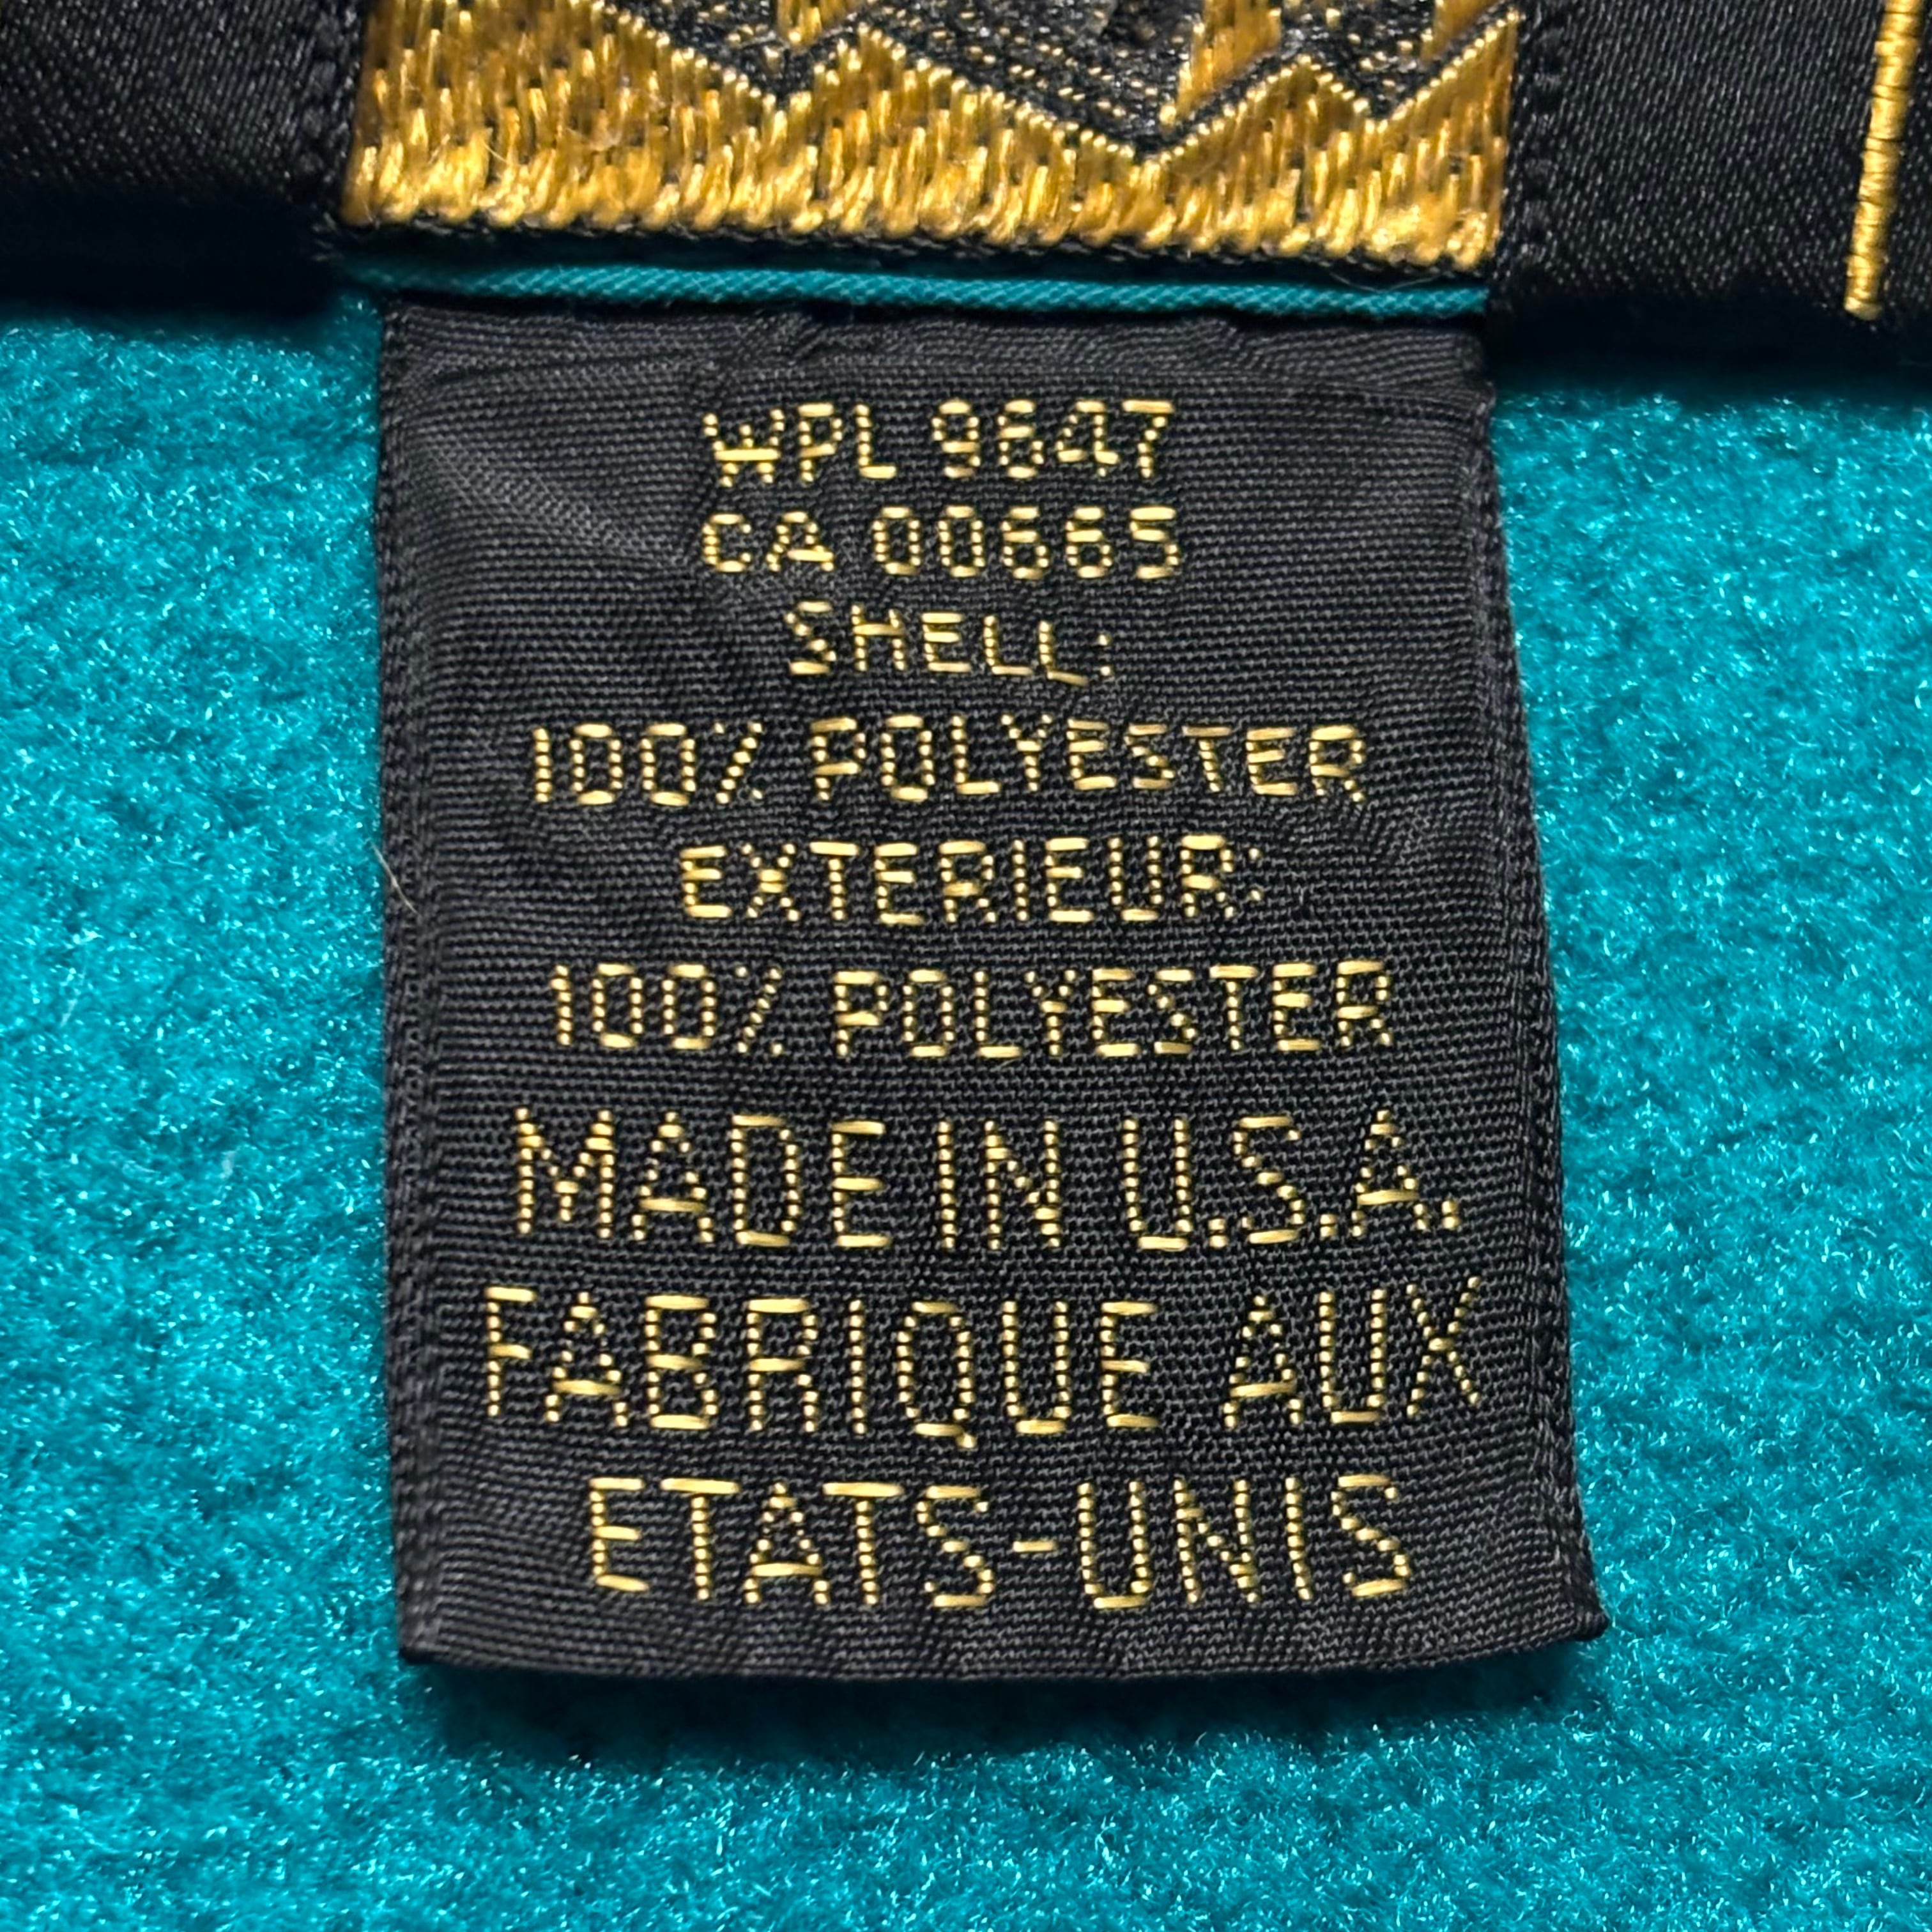 WPL 9647
CA 00665
SHELL:
100% POLYESTER
EXTERIEUR:
100% POLYESTER
MADE IN U.S.A.
FABRIQUE AUX
ETATS-UNIS